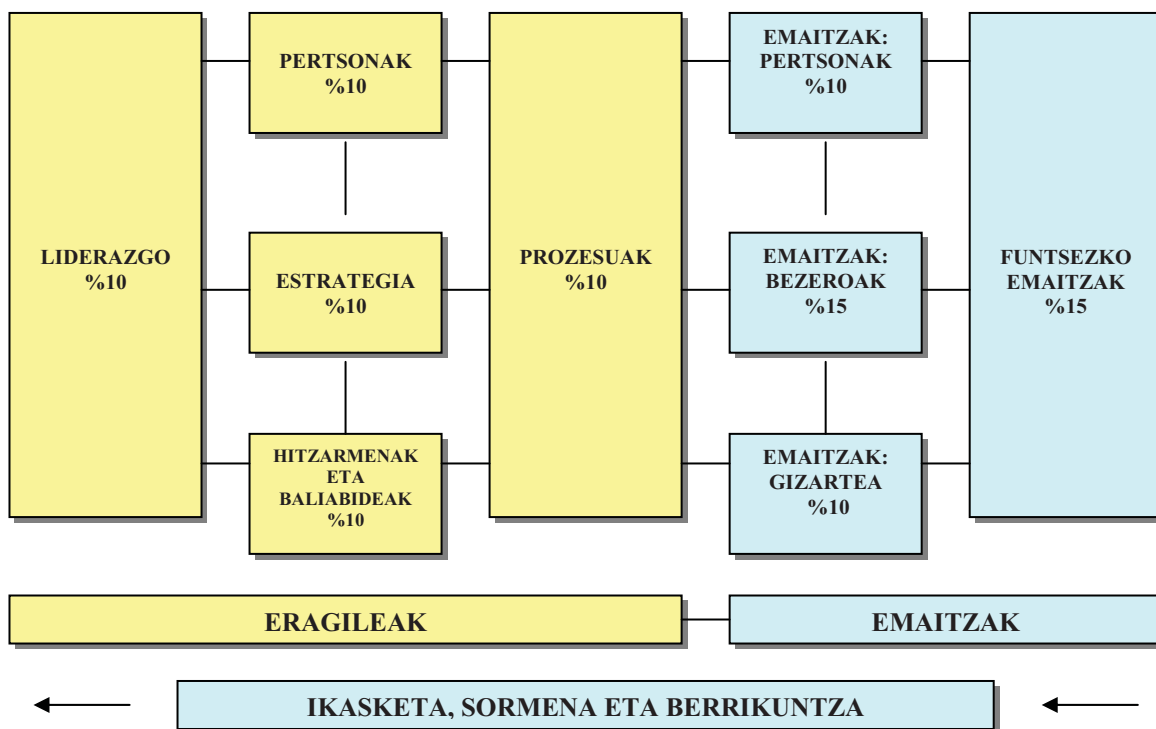 LIDERAZGO
%10
PERTSONAK
%10
ESTRATEGIA
%10
HITZARMENAK
ETA
BALIABIDEAK
%10
PROZESUAK
%10
EMAITZAK:
PERTSONAK
%10
EMAITZAK:
BEZEROAK
%15
EMAITZAK:
GIZARTEA
%10
FUNTSEZKO
EMAITZAK
%15
ERAGILEAK
EMAITZAK
IKASKETA, SORMENA ETA BERRIKUNTZA